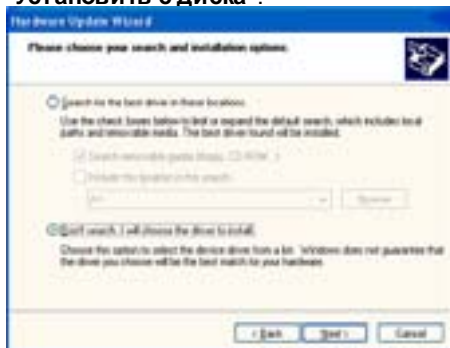 "Установить с диска".
Hardware Update Wizard
Please choose your search and installation options.
Search for the best driver in these locations.
Use the check boxes below to limit or expand the default search, which includes local
paths and removable media. The best driver found will be installed.
Search removable media (floppy, CD-ROM...)
Include this location in this search:
Browse
Don't search. I will choose the driver to install.
Choose this option to select the device driver from a list. Windows does not guarantee that
the driver you choose will be the best match for your hardware.
< Back
Next >
Cancel